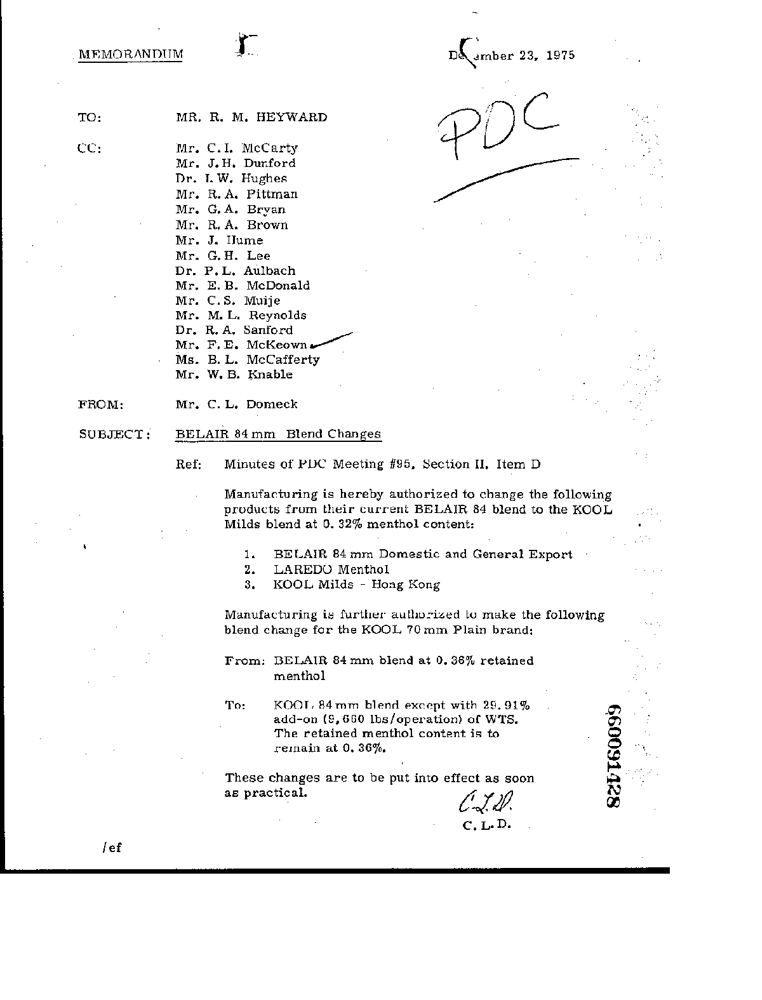 MEMORANDUM
December 23, 1975
PDC
TO: MR. R. M. HEYWARD
CC: Mr. C. I. McCarty
Mr. J. H. Dunford
Dr. I. W. Hughes
Mr. R. A. Pittman
Mr. G. A. Bryan
Mr. R. A. Brown
Mr. J. Hume
Mr. G. H. Lee
Dr. P. L. Aulbach
Mr. E. B. McDonald
Mr. C. S. Muije
Mr. M. L. Reynolds
Dr. R. A. Sanford
Mr. F. E. McKeown
Ms. B. L. McCafferty
Mr. W. B. Knable
FROM: Mr. C. L. Domeck
SUBJECT: BELAIR 84 mm Blend Changes
Ref: Minutes of PDC Meeting #95, Section II, Item D
Manufacturing is hereby authorized to change the following
products from their current BELAIR 84 blend to the KOOL
Milds blend at 0.32% menthol content:
1. BELAIR 84 mm Domestic and General Export
2. LAREDO Menthol
3. KOOL Milds - Hong Kong
Manufacturing is further authorized to make the following
blend change for the KOOL 70 mm Plain brand:
From: BELAIR 84 mm blend at 0.36% retained
menthol
To: KOOL 84 mm blend except with 29.91%
add-on (9,660 lbs/operation) of WTS.
The retained menthol content is to
remain at 0.36%.
These changes are to be put into effect as soon
as practical.
C.L.D.
C. L. D.
/ef
660091428